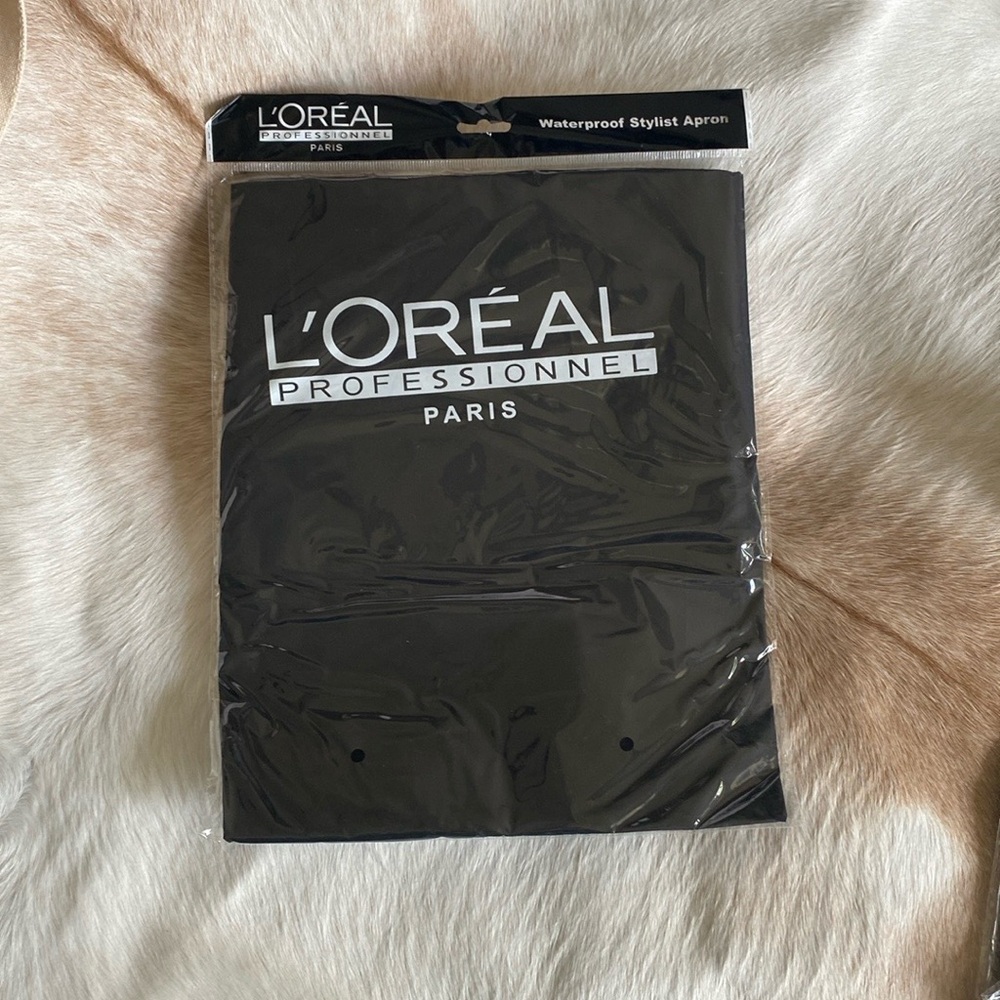 L'ORÉAL
PROFESSIONNEL
PARIS
Waterproof Stylist Apron
L'ORÉAL
PROFESSIONNEL
PARIS